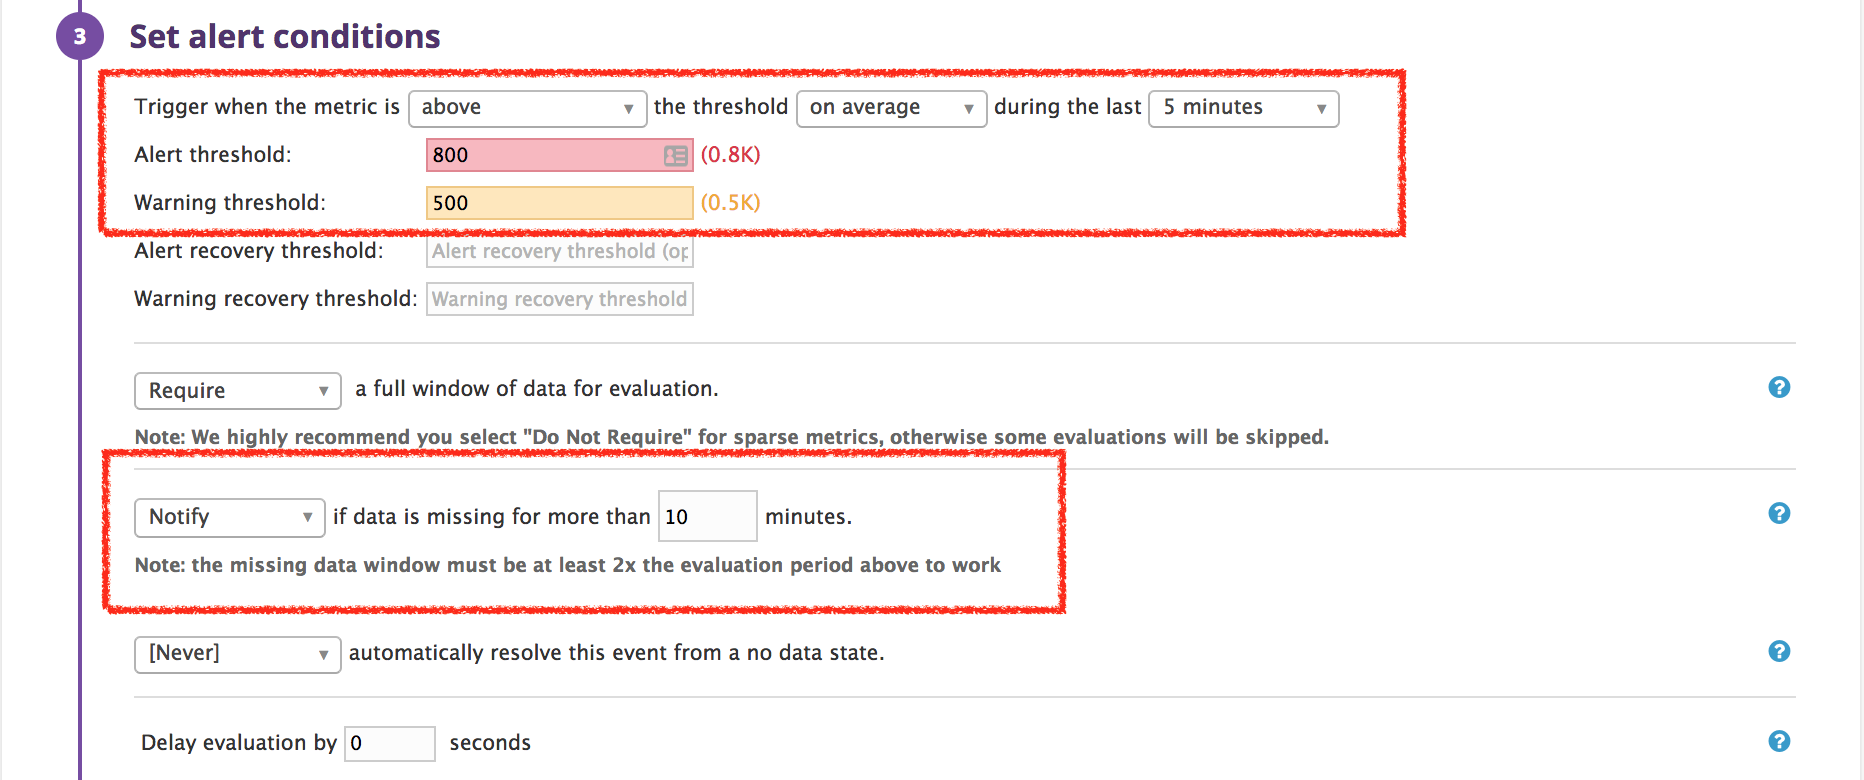 3 Set alert conditions
Trigger when the metric is above the threshold on average during the last 5 minutes
Alert threshold: 800 (0.8K)
Warning threshold: 500 (0.5K)
Alert recovery threshold: Alert recovery threshold (op
Warning recovery threshold: Warning recovery threshold
Require a full window of data for evaluation. ?
Note: We highly recommend you select "Do Not Require" for sparse metrics, otherwise some evaluations will be skipped.
Notify if data is missing for more than 10 minutes. ?
Note: the missing data window must be at least 2x the evaluation period above to work
[Never] automatically resolve this event from a no data state. ?
Delay evaluation by 0 seconds ?